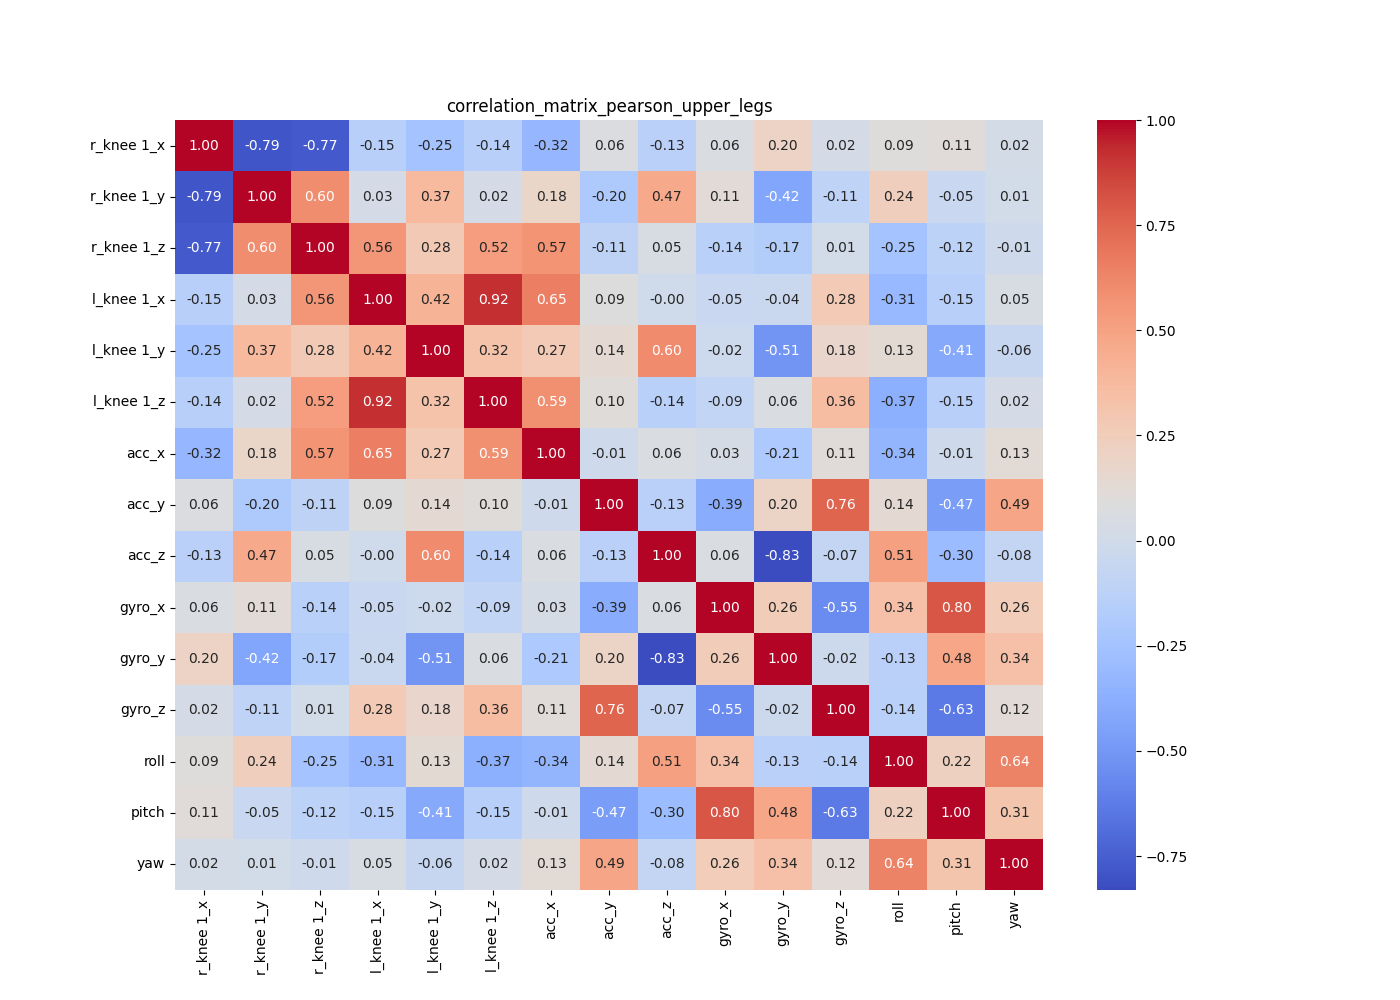 correlation_matrix_pearson_upper_legs
r_knee 1_x 1.00 -0.79 -0.77 -0.15 -0.25 -0.14 -0.32 0.06 -0.13 0.06 0.20 0.02 0.09 0.11 0.02
r_knee 1_y -0.79 1.00 0.60 0.03 0.37 0.02 0.18 -0.20 0.47 0.11 -0.42 -0.11 0.24 -0.05 0.01
r_knee 1_z -0.77 0.60 1.00 0.56 0.28 0.52 0.57 -0.11 0.05 -0.14 -0.17 0.01 -0.25 -0.12 -0.01
l_knee 1_x -0.15 0.03 0.56 1.00 0.42 0.92 0.65 0.09 -0.00 -0.05 -0.04 0.28 -0.31 -0.15 0.05
l_knee 1_y -0.25 0.37 0.28 0.42 1.00 0.32 0.27 0.14 0.60 -0.02 -0.51 0.18 0.13 -0.41 -0.06
l_knee 1_z -0.14 0.02 0.52 0.92 0.32 1.00 0.59 0.10 -0.14 -0.09 0.06 0.36 -0.37 -0.15 0.02
acc_x -0.32 0.18 0.57 0.65 0.27 0.59 1.00 -0.01 0.06 0.03 -0.21 0.11 -0.34 -0.01 0.13
acc_y 0.06 -0.20 -0.11 0.09 0.14 0.10 -0.01 1.00 -0.13 -0.39 0.20 0.76 0.14 -0.47 0.49
acc_z -0.13 0.47 0.05 -0.00 0.60 -0.14 0.06 -0.13 1.00 0.06 -0.83 -0.07 0.51 -0.30 -0.08
gyro_x 0.06 0.11 -0.14 -0.05 -0.02 -0.09 0.03 -0.39 0.06 1.00 0.26 -0.55 0.34 0.80 0.26
gyro_y 0.20 -0.42 -0.17 -0.04 -0.51 0.06 -0.21 0.20 -0.83 0.26 1.00 -0.02 -0.13 0.48 0.34
gyro_z 0.02 -0.11 0.01 0.28 0.18 0.36 0.11 0.76 -0.07 -0.55 -0.02 1.00 -0.14 -0.63 0.12
roll 0.09 0.24 -0.25 -0.31 0.13 -0.37 -0.34 0.14 0.51 0.34 -0.13 -0.14 1.00 0.22 0.64
pitch 0.11 -0.05 -0.12 -0.15 -0.41 -0.15 -0.01 -0.47 -0.30 0.80 0.48 -0.63 0.22 1.00 0.31
yaw 0.02 0.01 -0.01 0.05 -0.06 0.02 0.13 0.49 -0.08 0.26 0.34 0.12 0.64 0.31 1.00
r_knee 1_x
r_knee 1_y
r_knee 1_z
l_knee 1_x
l_knee 1_y
l_knee 1_z
acc_x
acc_y
acc_z
gyro_x
gyro_y
gyro_z
roll
pitch
yaw
1.00
0.75
0.50
0.25
0.00
−0.25
−0.50
−0.75